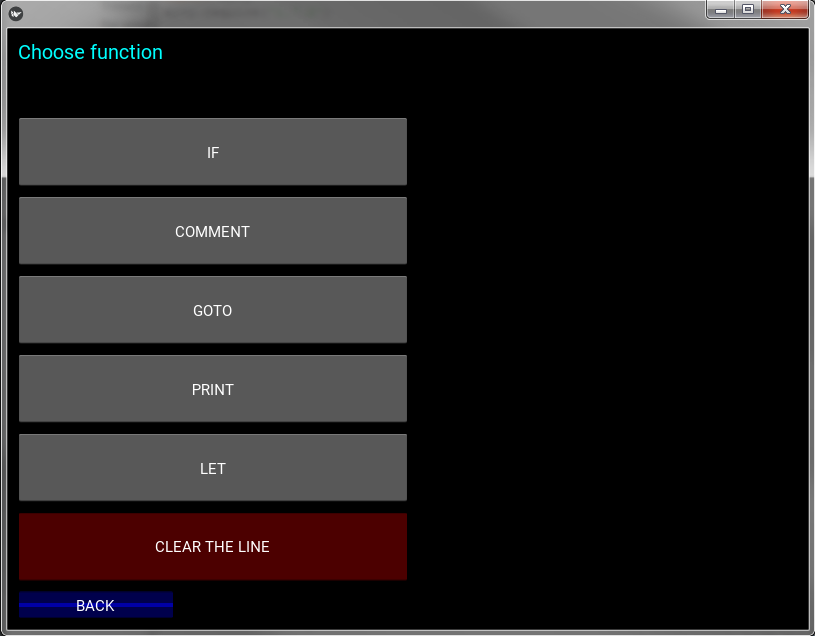 Choose function
IF
COMMENT
GOTO
PRINT
LET
CLEAR THE LINE
BACK